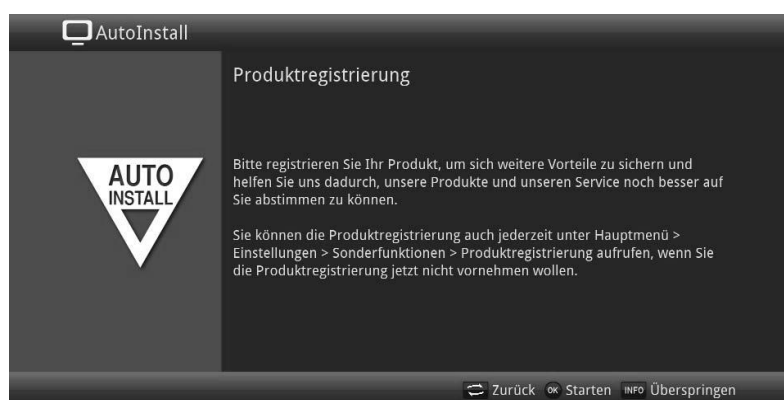 AutoInstall
Produktregistrierung
AUTO
INSTALL
Bitte registrieren Sie Ihr Produkt, um sich weitere Vorteile zu sichern und
helfen Sie uns dadurch, unsere Produkte und unseren Service noch besser auf
Sie abstimmen zu können.
Sie können die Produktregistrierung auch jederzeit unter Hauptmenü >
Einstellungen > Sonderfunktionen > Produktregistrierung aufrufen, wenn Sie
die Produktregistrierung jetzt nicht vornehmen wollen.
Zurück OK Starten INFO Überspringen